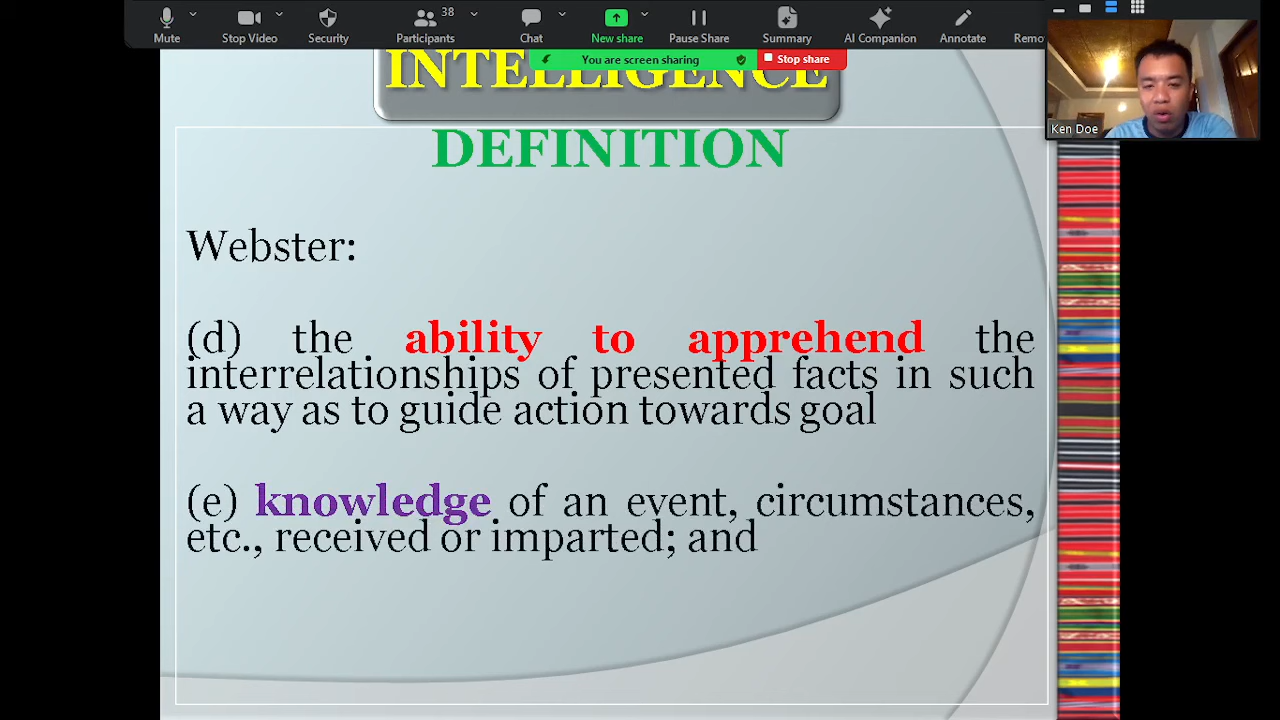 38
Mute
Stop Video
Security
Participants
Chat
New share
Pause Share
Summary
AI Companion
Annotate
Remo
You are screen sharing
Stop share
Ken Doe
INTELLIGENCE
DEFINITION
Webster:
(d) the ability to apprehend the
interrelationships of presented facts in such
a way as to guide action towards goal
(e) knowledge of an event, circumstances,
etc., received or imparted; and